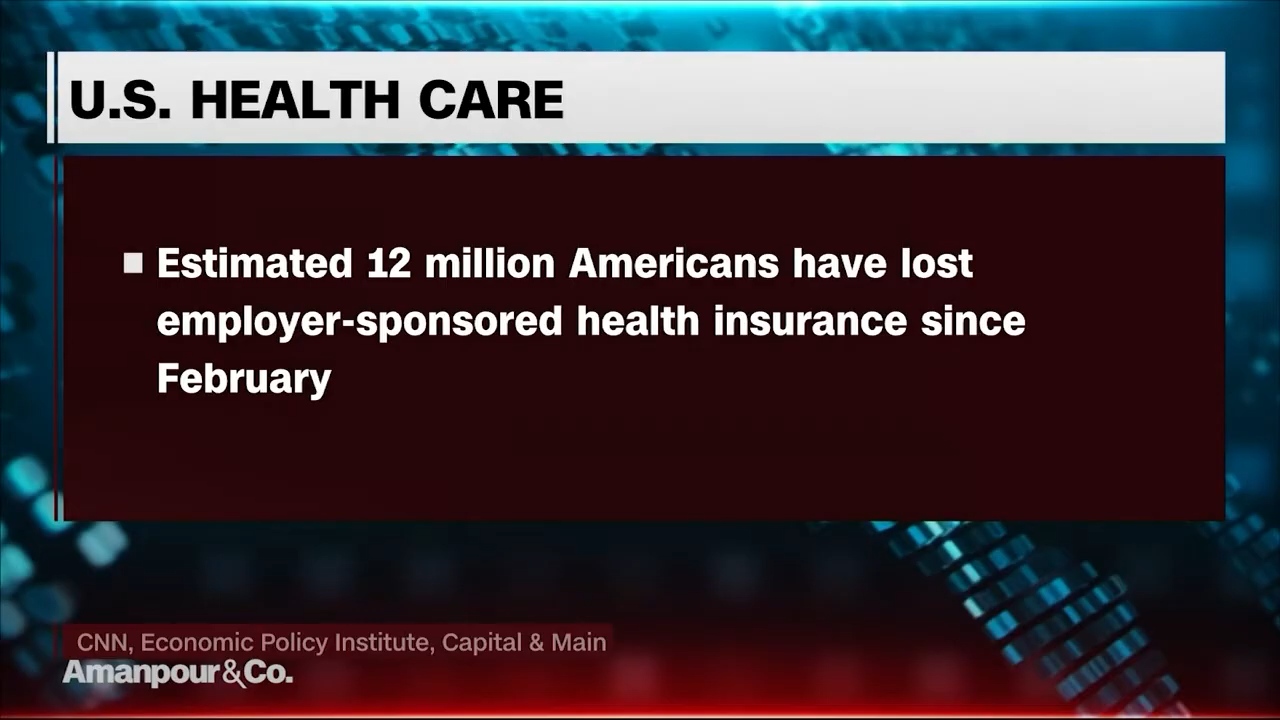 U.S. HEALTH CARE
Estimated 12 million Americans have lost
employer-sponsored health insurance since
February
CNN, Economic Policy Institute, Capital & Main
Amanpour&Co.